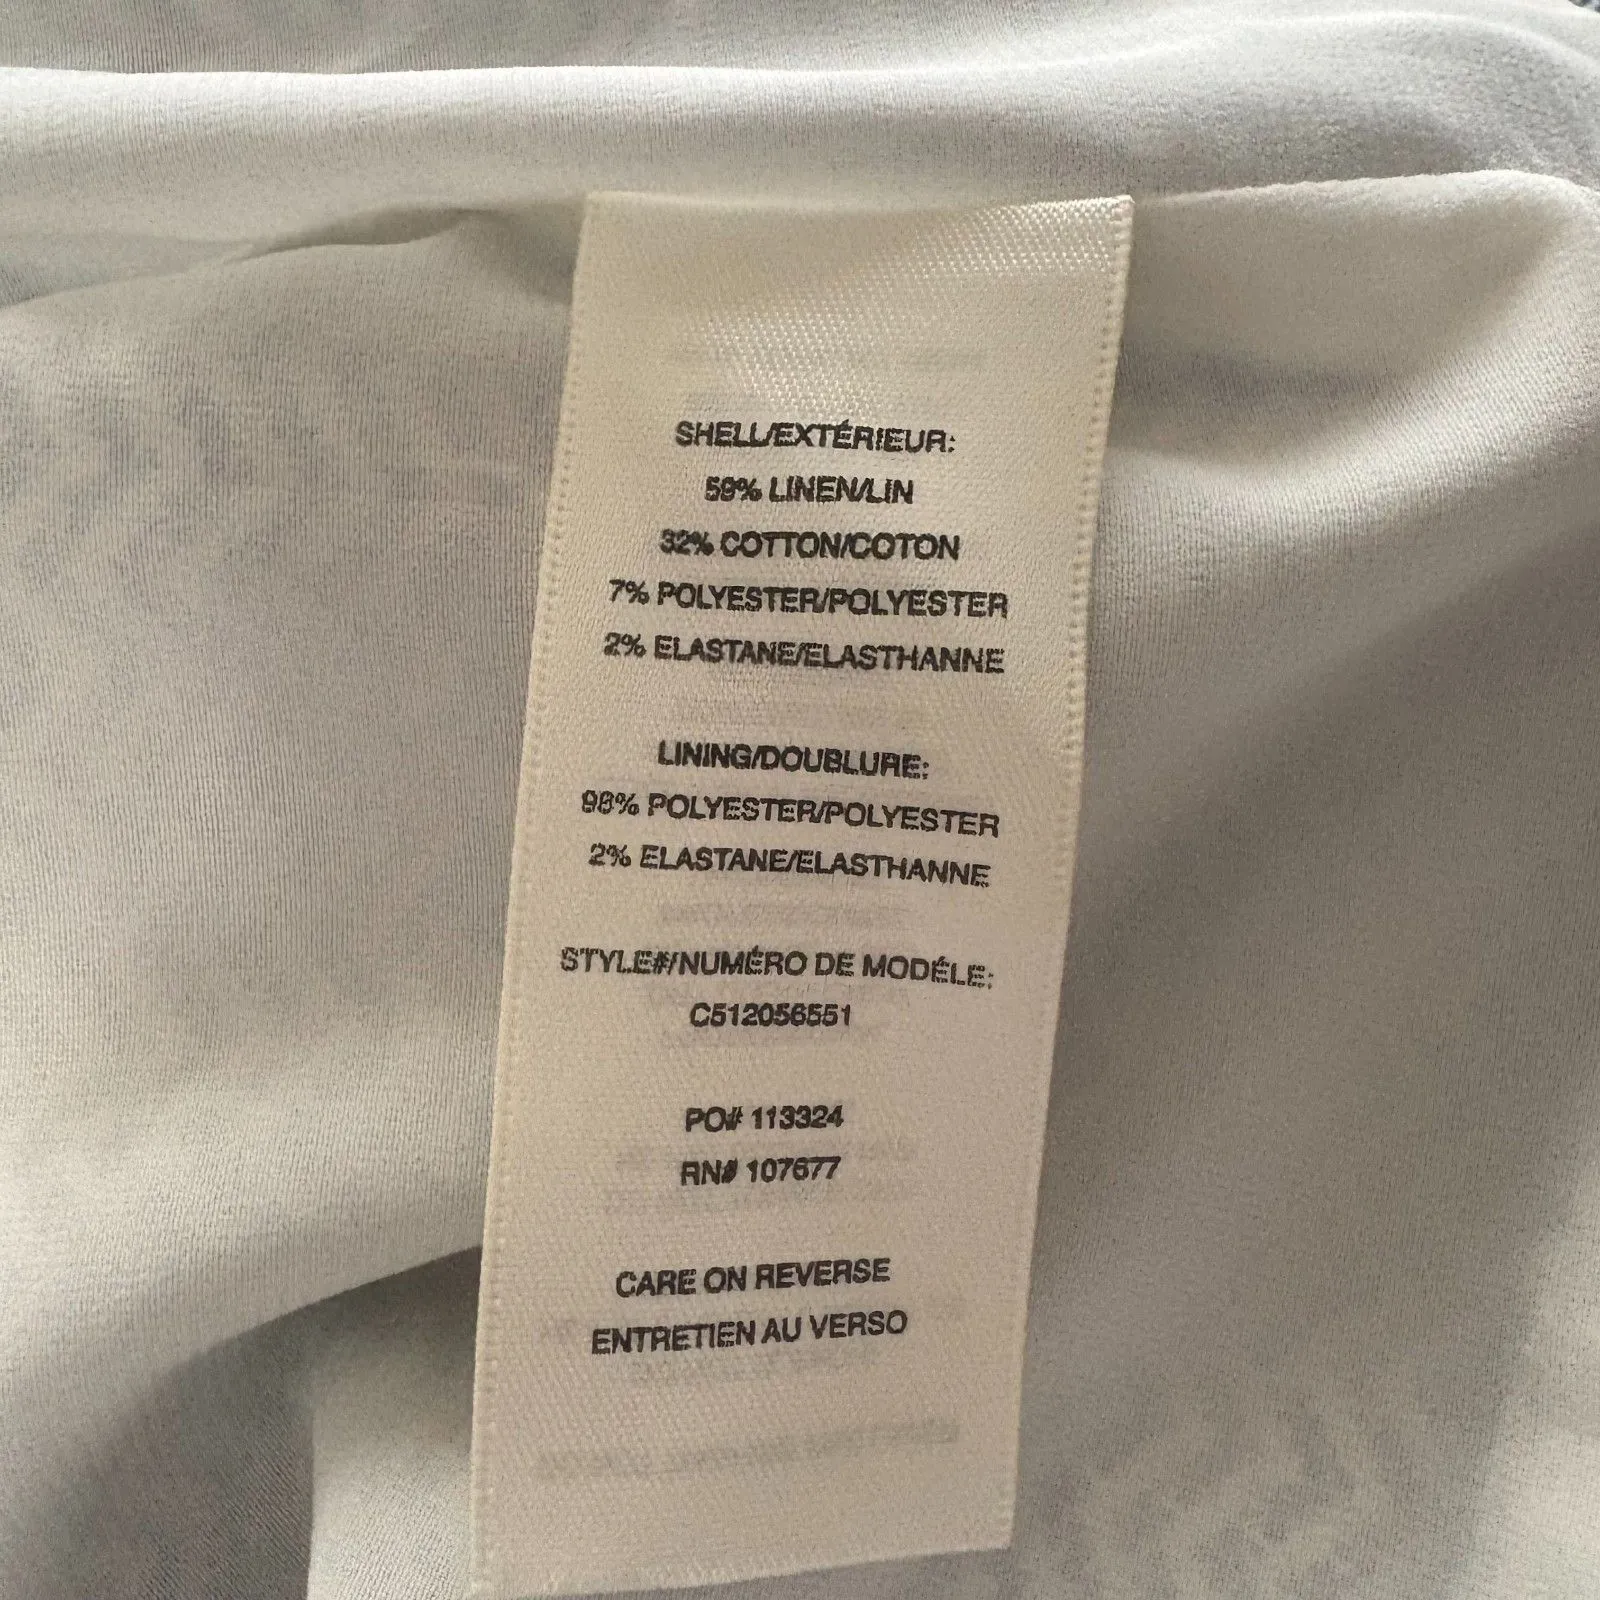 SHELL/EXTÉRIEUR:
59% LINEN/LIN
32% COTTON/COTON
7% POLYESTER/POLYESTER
2% ELASTANE/ELASTHANNE
LINING/DOUBLURE:
98% POLYESTER/POLYESTER
2% ELASTANE/ELASTHANNE
STYLE#/NUMÉRO DE MODÉLE:
C512056551
PO# 113324
RN# 107677
CARE ON REVERSE
ENTRETIEN AU VERSO